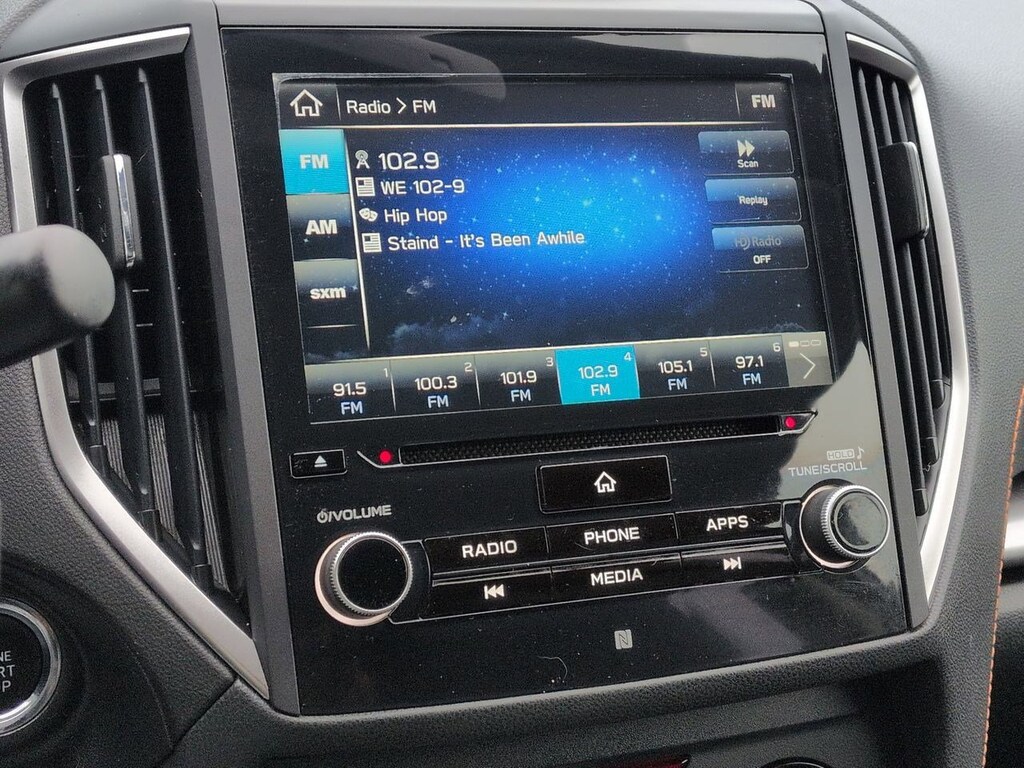 Radio > FM
FM
FM
102.9
WE 102-9
Hip Hop
Staind - It's Been Awhile
AM
sxm
Scan
Replay
HD Radio
OFF
1
91.5
FM
2
100.3
FM
3
101.9
FM
4
102.9
FM
5
105.1
FM
6
97.1
FM
VOLUME
TUNE/SCROLL
RADIO
PHONE
APPS
MEDIA